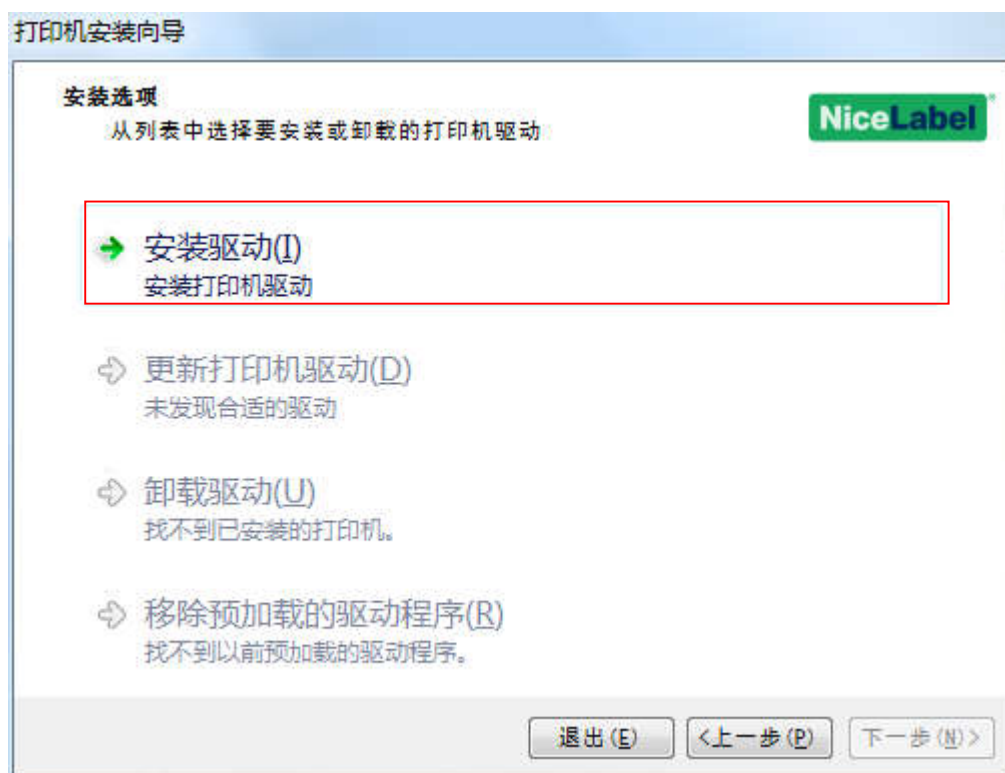 打印机安装向导
安装选项
从列表中选择要安装或卸载的打印机驱动
NiceLabel
安装驱动(I)
安装打印机驱动
更新打印机驱动(D)
未发现合适的驱动
卸载驱动(U)
找不到已安装的打印机。
移除预加载的驱动程序(R)
找不到以前预加载的驱动程序。
退出(E) <上一步(P) 下一步(N)>